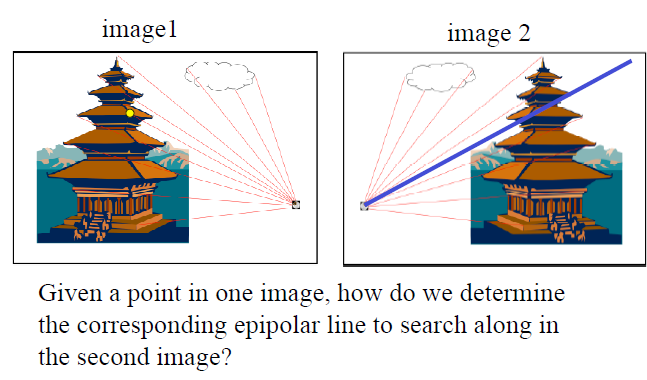 image1
image 2
Given a point in one image, how do we determine
the corresponding epipolar line to search along in
the second image?